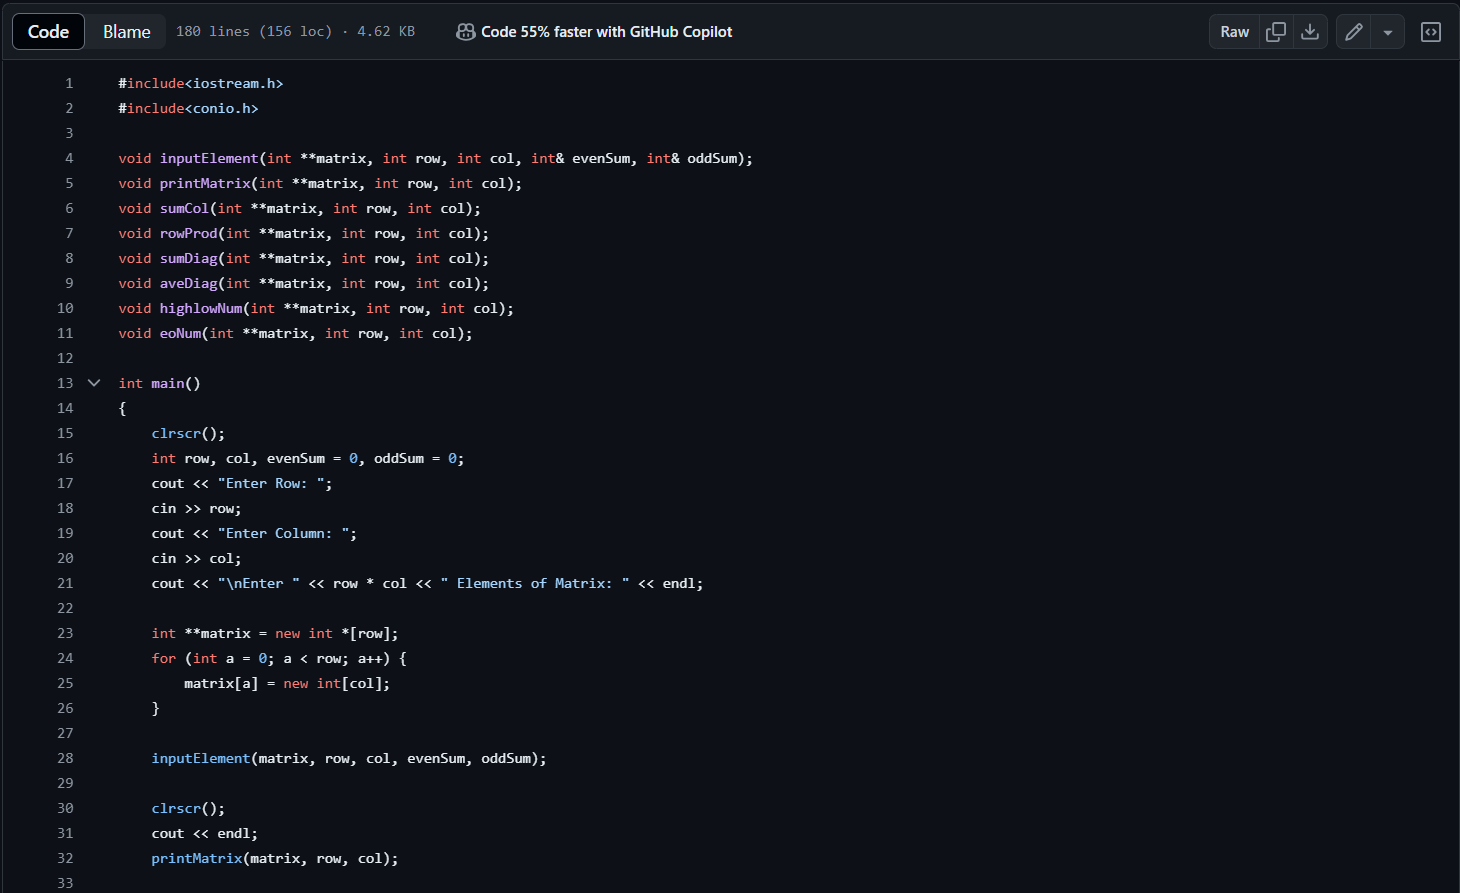 Code Blame 180 lines (156 loc) · 4.62 KB Code 55% faster with GitHub Copilot Raw
1 #include<iostream.h>
2 #include<conio.h>
3
4 void inputElement(int **matrix, int row, int col, int& evenSum, int& oddSum);
5 void printMatrix(int **matrix, int row, int col);
6 void sumCol(int **matrix, int row, int col);
7 void rowProd(int **matrix, int row, int col);
8 void sumDiag(int **matrix, int row, int col);
9 void aveDiag(int **matrix, int row, int col);
10 void highlowNum(int **matrix, int row, int col);
11 void eoNum(int **matrix, int row, int col);
12
13 int main()
14 {
15     clrscr();
16     int row, col, evenSum = 0, oddSum = 0;
17     cout << "Enter Row: ";
18     cin >> row;
19     cout << "Enter Column: ";
20     cin >> col;
21     cout << "\nEnter " << row * col << " Elements of Matrix: " << endl;
22
23     int **matrix = new int *[row];
24     for (int a = 0; a < row; a++) {
25         matrix[a] = new int[col];
26     }
27
28     inputElement(matrix, row, col, evenSum, oddSum);
29
30     clrscr();
31     cout << endl;
32     printMatrix(matrix, row, col);
33